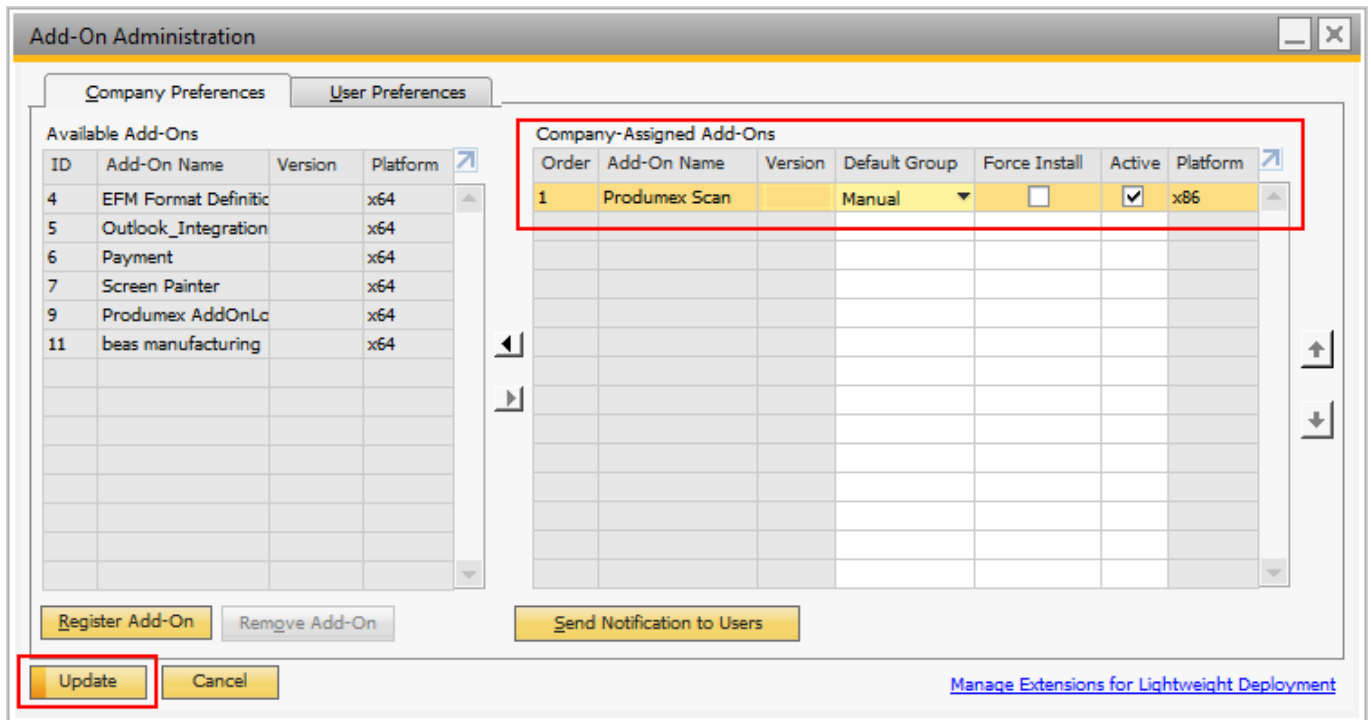 Add-On Administration
Company Preferences User Preferences
Available Add-Ons
ID Add-On Name Version Platform
4 EFM Format Definitic x64
5 Outlook_Integration x64
6 Payment x64
7 Screen Painter x64
9 Produmex AddOnLo x64
11 beas manufacturing x64
Company-Assigned Add-Ons
Order Add-On Name Version Default Group Force Install Active Platform
1 Produmex Scan Manual x86
Register Add-On Remove Add-On Send Notification to Users
Update Cancel Manage Extensions for Lightweight Deployment